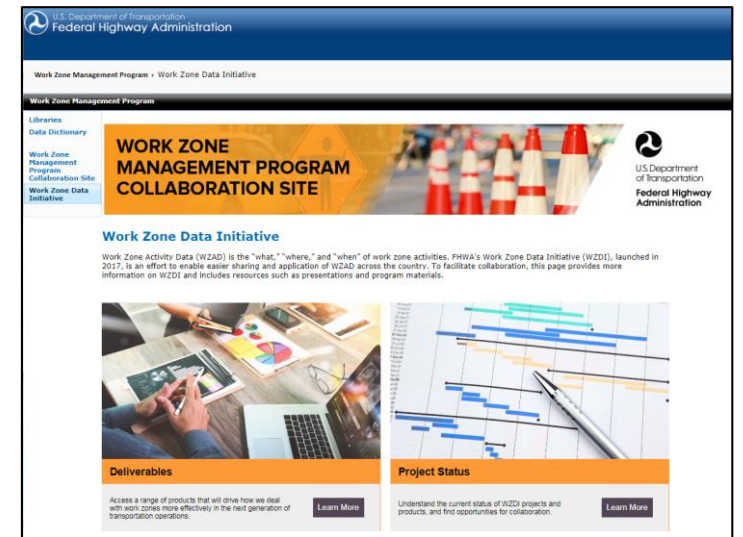 U.S. Department of Transportation
Federal Highway Administration
Work Zone Management Program › Work Zone Data Initiative
Work Zone Management Program
Libraries
Data Dictionary
Work Zone
Management
Program
Collaboration Site
Work Zone Data
Initiative
WORK ZONE
MANAGEMENT PROGRAM
COLLABORATION SITE
U.S. Department
of Transportation
Federal Highway
Administration
Work Zone Data Initiative
Work Zone Activity Data (WZAD) is the "what," "where," and "when" of work zone activities. FHWA's Work Zone Data Initiative (WZDI), launched in
2017, is an effort to enable easier sharing and application of WZAD across the country. To facilitate collaboration, this page provides more
information on WZDI and includes resources such as presentations and program materials.
Deliverables
Access a range of products that will drive how we deal
with work zones more effectively in the next generation of
transportation operations.
Learn More
Project Status
Understand the current status of WZDI projects and
products, and find opportunities for collaboration.
Learn More